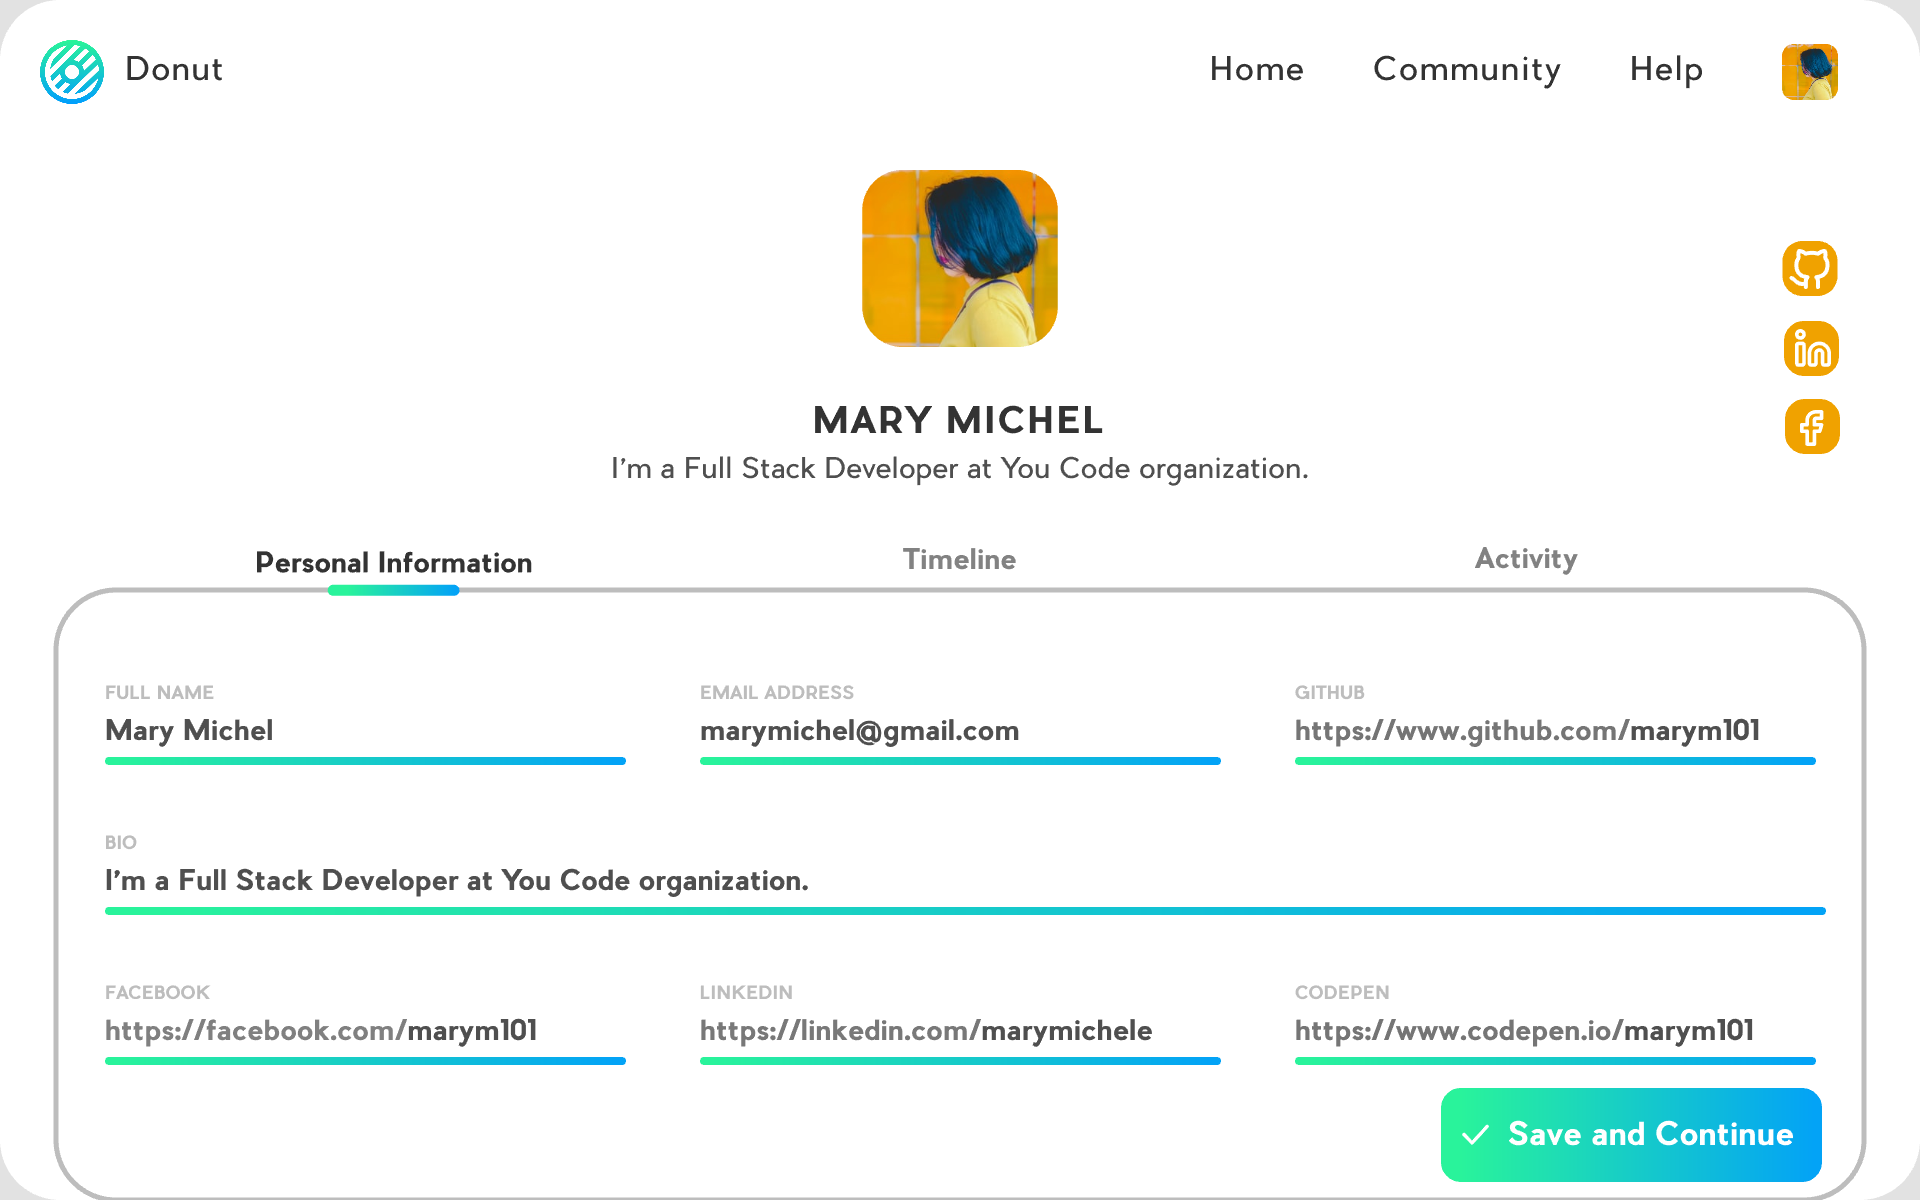 Donut
Home Community Help
MARY MICHEL
I'm a Full Stack Developer at You Code organization.
Personal Information Timeline Activity
FULL NAME EMAIL ADDRESS GITHUB
Mary Michel marymichel@gmail.com https://www.github.com/marym101
BIO
I'm a Full Stack Developer at You Code organization.
FACEBOOK LINKEDIN CODEPEN
https://facebook.com/marym101 https://linkedin.com/marymichele https://www.codepen.io/marym101
Save and Continue